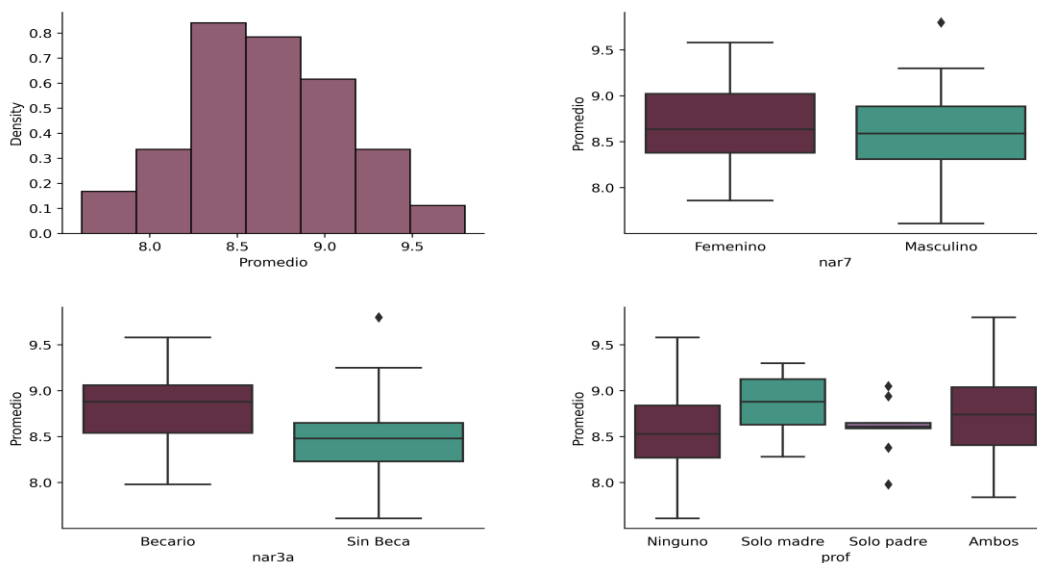 0.8
0.7
0.6
0.5
0.4
0.3
0.2
0.1
0.0
Density
8.0 8.5 9.0 9.5
Promedio
9.5
9.0
8.5
8.0
Promedio
Femenino Masculino
nar7
9.5
9.0
8.5
8.0
Promedio
Becario Sin Beca
nar3a
9.5
9.0
8.5
8.0
Promedio
Ninguno Solo madre Solo padre Ambos
prof